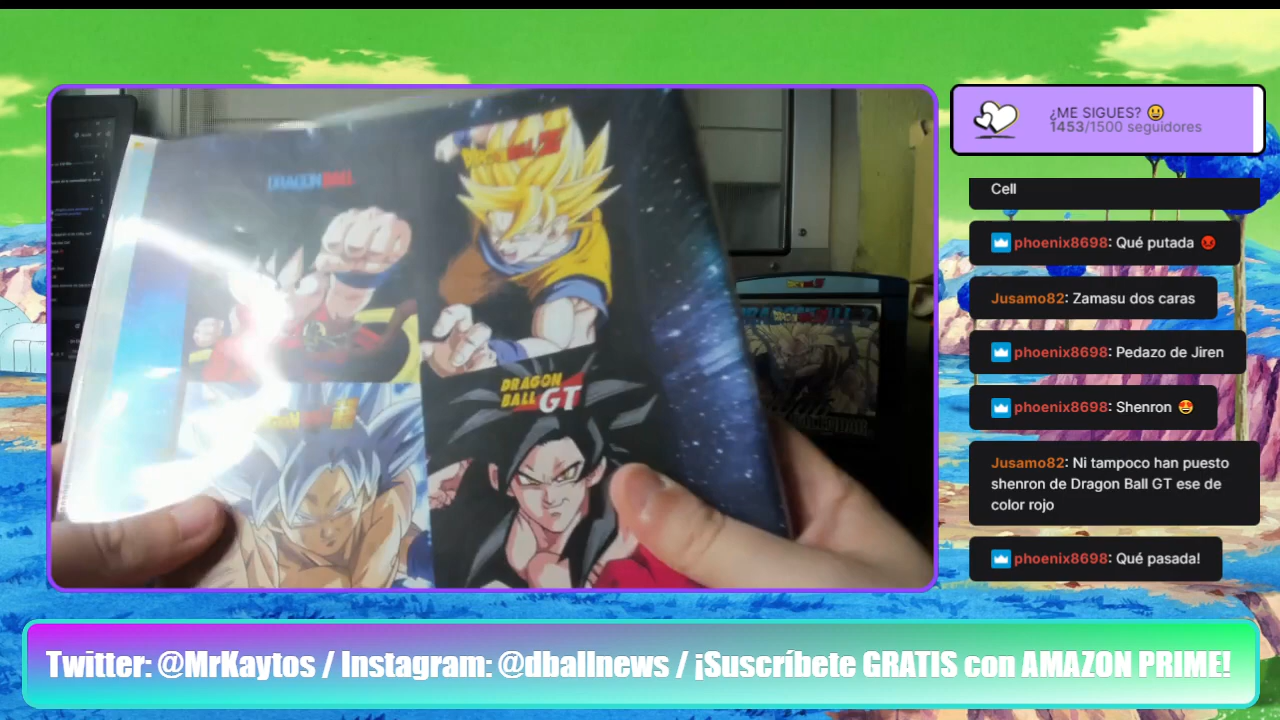 ¿ME SIGUES? 😃
1453/1500 seguidores
DRAGON BALL
DRAGON BALL Z
DRAGON
BALL GT
Cell
phoenix8698: Qué putada 😡
Jusamo82: Zamasu dos caras
phoenix8698: Pedazo de Jiren
phoenix8698: Shenron 🤩
Jusamo82: Ni tampoco han puesto
shenron de Dragon Ball GT ese de
color rojo
phoenix8698: Qué pasada!
Twitter: @MrKaytos / Instagram: @dballnews / ¡Suscríbete GRATIS con AMAZON PRIME!